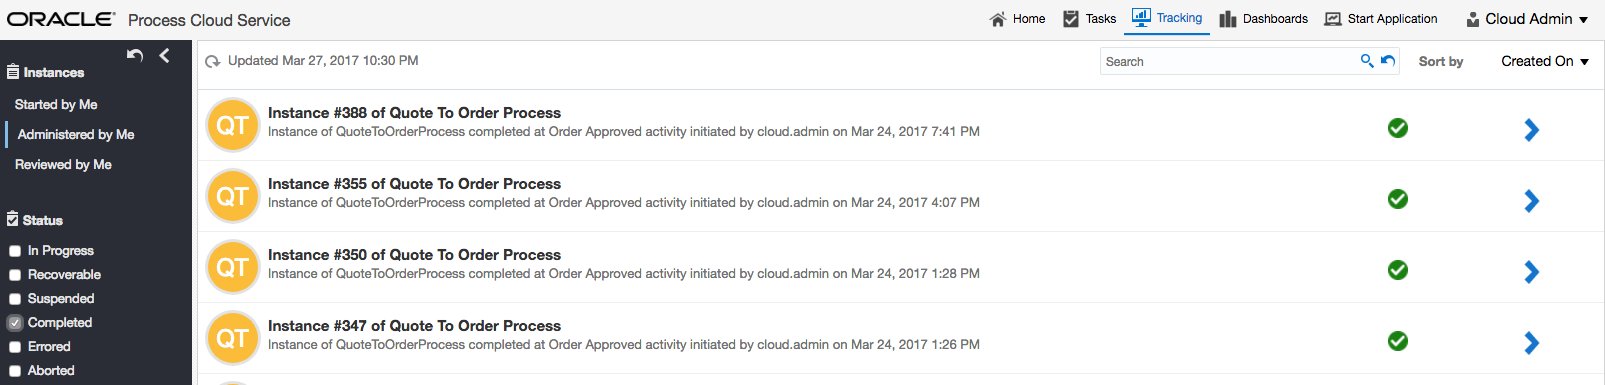 ORACLE® Process Cloud Service
Home Tasks Tracking Dashboards Start Application Cloud Admin
Instances
Started by Me
Administered by Me
Reviewed by Me
Status
In Progress
Recoverable
Suspended
Completed
Errored
Aborted
Updated Mar 27, 2017 10:30 PM
Search
Sort by
Created On
QT
Instance #388 of Quote To Order Process
Instance of QuoteToOrderProcess completed at Order Approved activity initiated by cloud.admin on Mar 24, 2017 7:41 PM
QT
Instance #355 of Quote To Order Process
Instance of QuoteToOrderProcess completed at Order Approved activity initiated by cloud.admin on Mar 24, 2017 4:07 PM
QT
Instance #350 of Quote To Order Process
Instance of QuoteToOrderProcess completed at Order Approved activity initiated by cloud.admin on Mar 24, 2017 1:28 PM
QT
Instance #347 of Quote To Order Process
Instance of QuoteToOrderProcess completed at Order Approved activity initiated by cloud.admin on Mar 24, 2017 1:26 PM